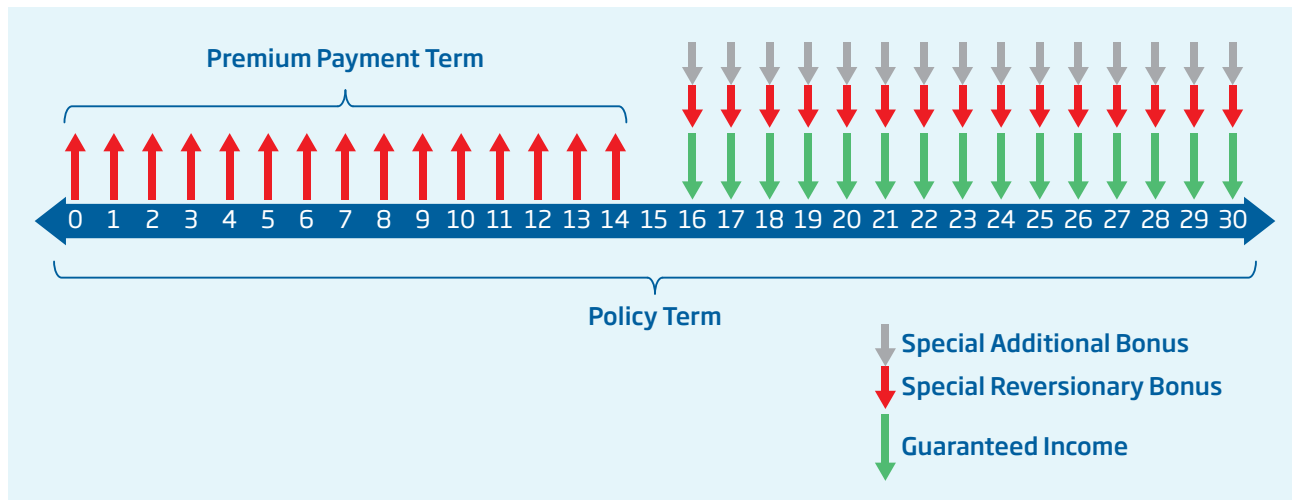 Premium Payment Term
0 1 2 3 4 5 6 7 8 9 10 11 12 13 14 15 16 17 18 19 20 21 22 23 24 25 26 27 28 29 30
Policy Term
Special Additional Bonus
Special Reversionary Bonus
Guaranteed Income